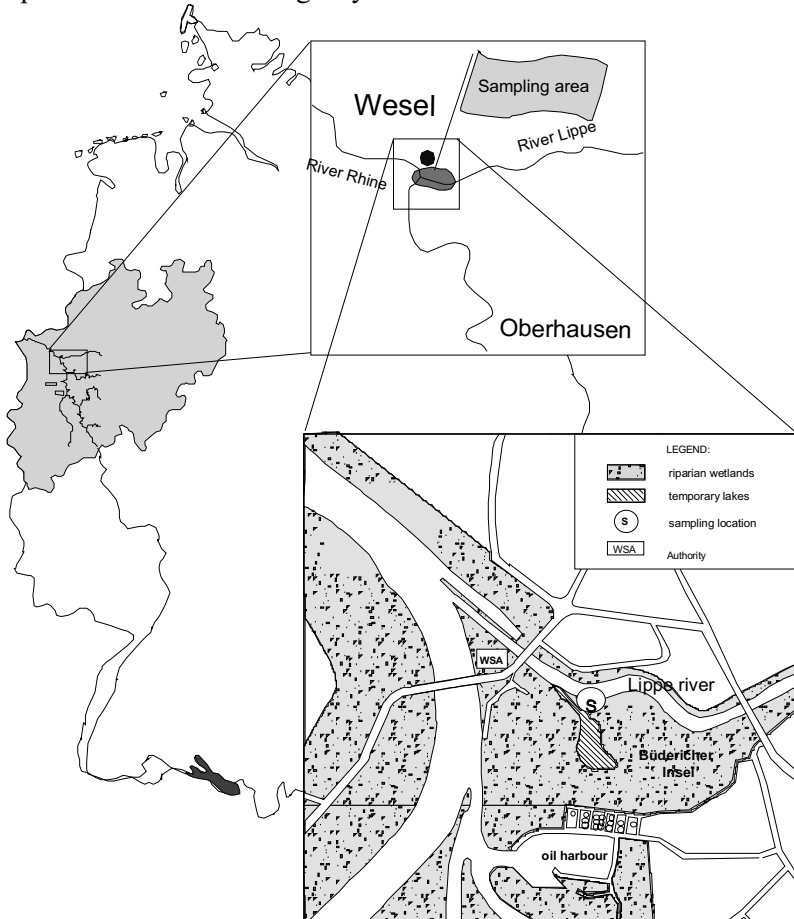 Sampling area
Wesel
River Lippe
River Rhine
Oberhausen
LEGEND:
riparian wetlands
temporary lakes
S
sampling location
WSA
Authority
WSA
Lippe river
S
Büdericher
Insel
oil harbour